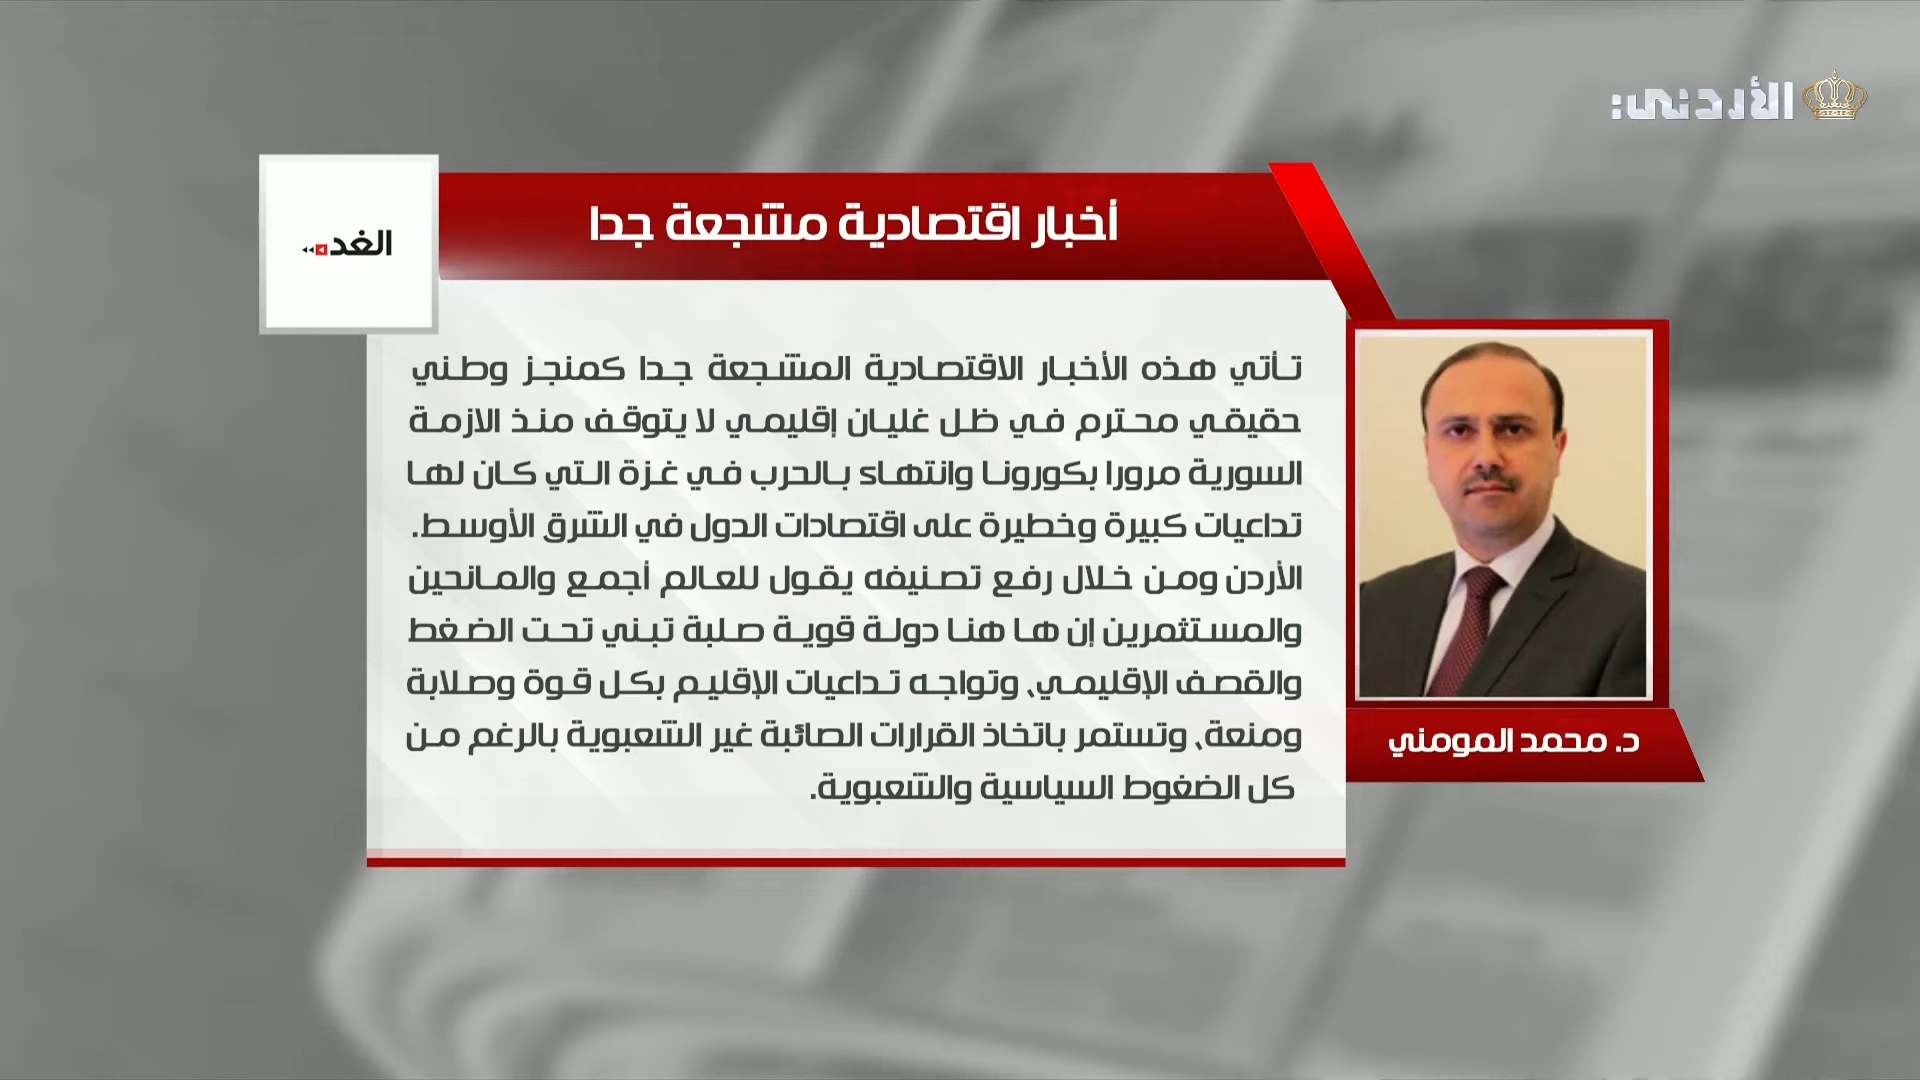 الأردني:
أخبار اقتصادية مشجعة جدا
الغد
تأتي هذه الأخبار الاقتصادية المشجعة جدا كمنجز وطني
حقيقي محترم في ظل غليان إقليمي لا يتوقف منذ الازمة
السورية مرورا بكورونا وانتهاء بالحرب في غزة التي كان لها
تداعيات كبيرة وخطيرة على اقتصادات الدول في الشرق الأوسط.
الأردن ومن خلال رفع تصنيفه يقول للعالم أجمع والمانحين
والمستثمرين إن ها هنا دولة قوية صلبة تبني تحت الضغط
والقصف الإقليمي، وتواجه تداعيات الإقليم بكل قوة وصلابة
ومنعة، وتستمر باتخاذ القرارات الصائبة غير الشعبوية بالرغم من
كل الضغوط السياسية والشعبوية.
د. محمد المومني